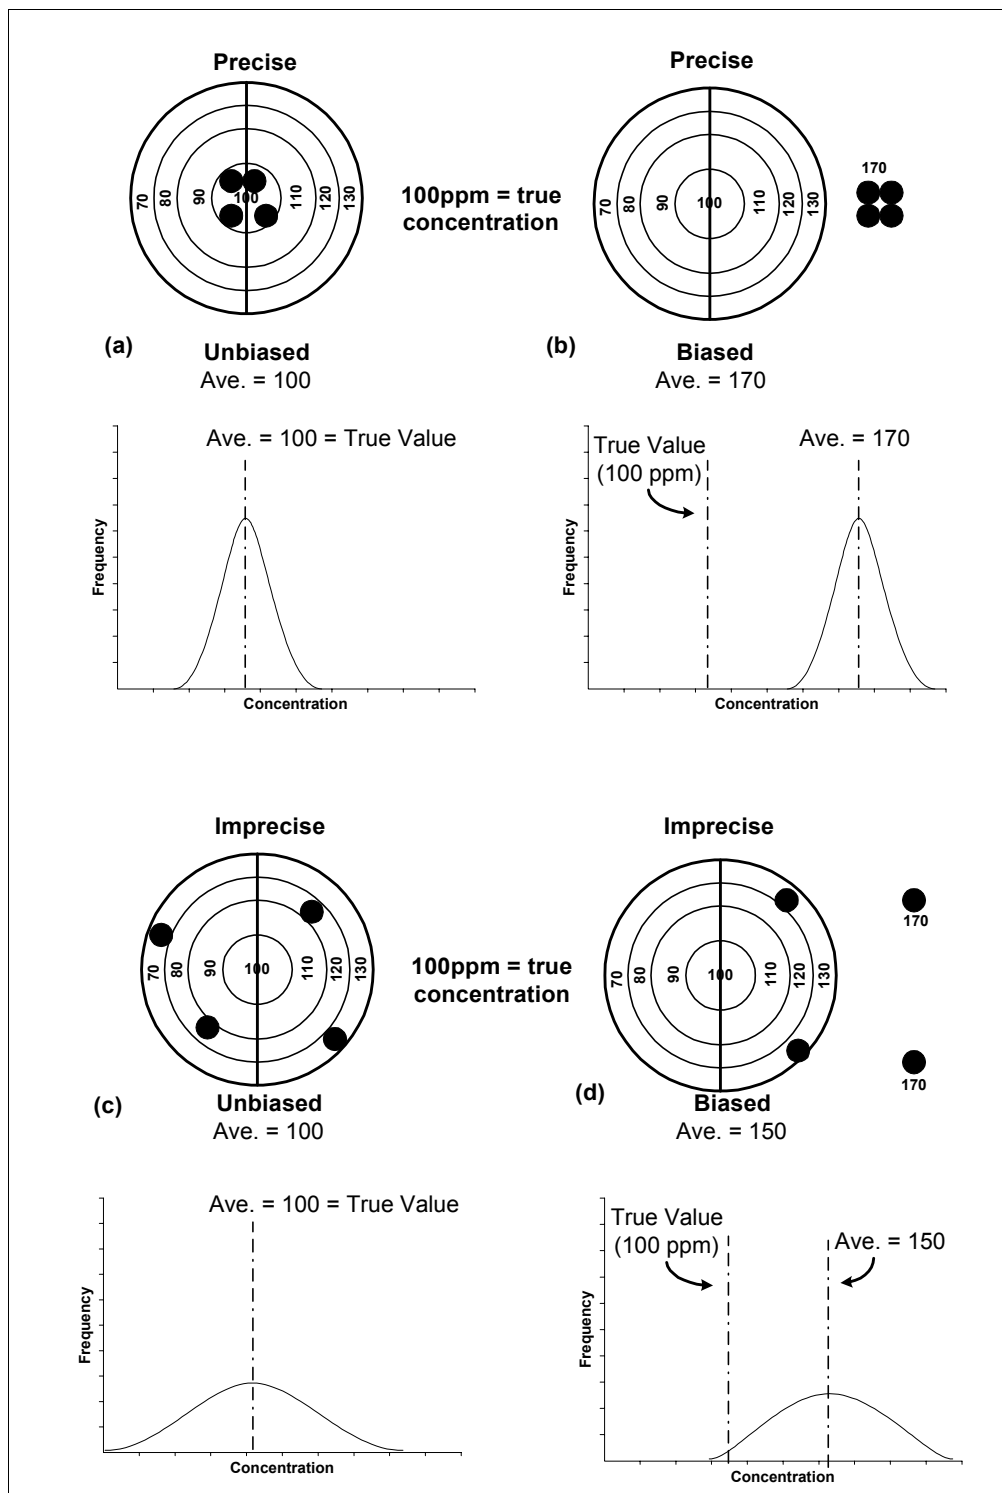 Precise
Precise
70
80
90
100
110
120
130
100ppm = true
concentration
70
80
90
100
110
120
130
170
(a)
Unbiased
Ave. = 100
(b)
Biased
Ave. = 170
Ave. = 100 = True Value
Frequency
Concentration
True Value
(100 ppm)
Ave. = 170
Frequency
Concentration
Imprecise
Imprecise
70
80
90
100
110
120
130
100ppm = true
concentration
70
80
90
100
110
120
130
170
170
(c)
Unbiased
Ave. = 100
(d)
Biased
Ave. = 150
Ave. = 100 = True Value
Frequency
Concentration
True Value
(100 ppm)
Ave. = 150
Frequency
Concentration